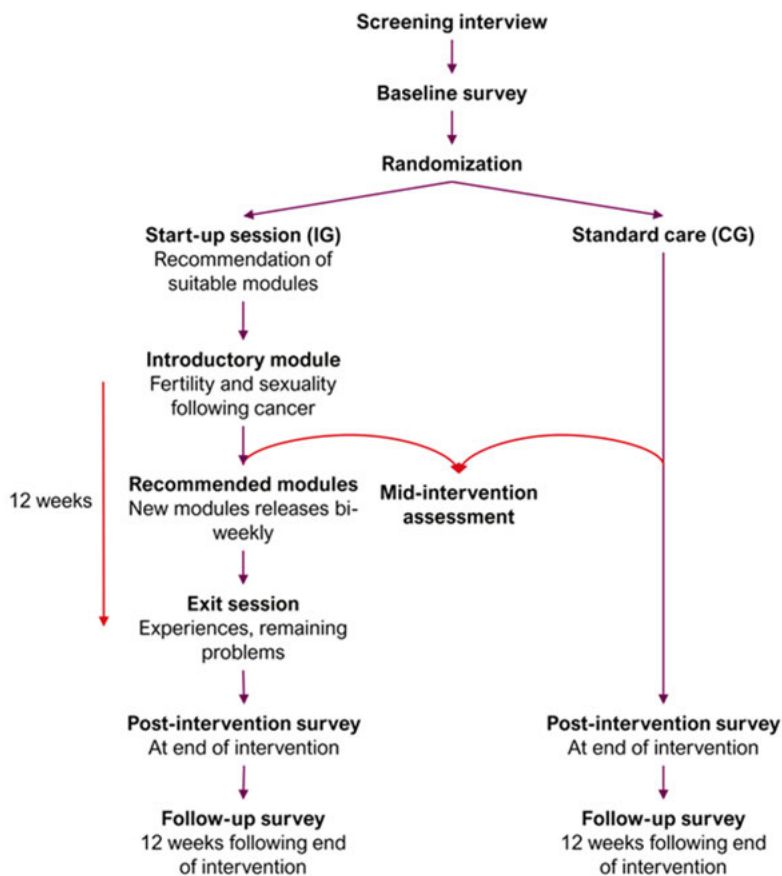 Screening interview
Baseline survey
Randomization
Start-up session (IG)
Recommendation of
suitable modules
Standard care (CG)
Introductory module
Fertility and sexuality
following cancer
12 weeks
Recommended modules
New modules releases bi-
weekly
Mid-intervention
assessment
Exit session
Experiences, remaining
problems
Post-intervention survey
At end of intervention
Post-intervention survey
At end of intervention
Follow-up survey
12 weeks following end
of intervention
Follow-up survey
12 weeks following end
of intervention